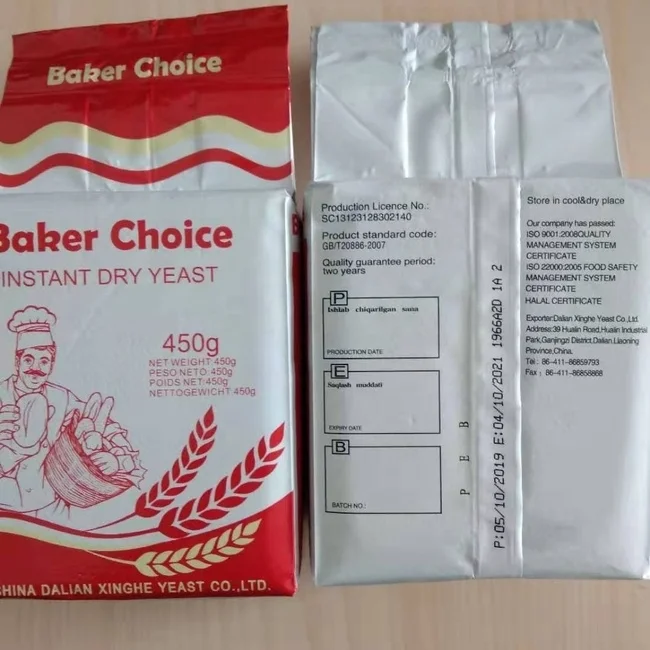 Baker Choice
Baker Choice
INSTANT DRY YEAST
450g
NET WEIGHT:450g
PESO NETO:450g
POIDS NET:450g
NETTOGEWICHT:450g
CHINA DALIAN XINGHE YEAST CO.,LTD.
Production Licence No.:
SC13123128302140
Product standard code:
GB/T20886-2007
Quality guarantee period:
two years
P
Ishlab chiqarilgan sana
PRODUCTION DATE
E
Saqlash muddati
EXPIRY DATE
B
BATCH NO.:
P E B
P:05/10/2019 E:04/10/2021 1966A2D 1A 2
Store in cool&dry place
Our company has passed:
ISO 9001:2008QUALITY
MANAGEMENT SYSTEM
CERTIFICATE
ISO 22000:2005 FOOD SAFETY
MANAGEMENT SYSTEM
CERTIFICATE
HALAL CERTIFICATE
Exporter:Dalian Xinghe Yeast Co.,Ltd.
Address:39 Hualin Road,Hualin Industrial
Park,Ganjingzi District,Dalian,Liaoning
Province,China.
Tel: 86-411-86859793
Fax: 86-411-86858868